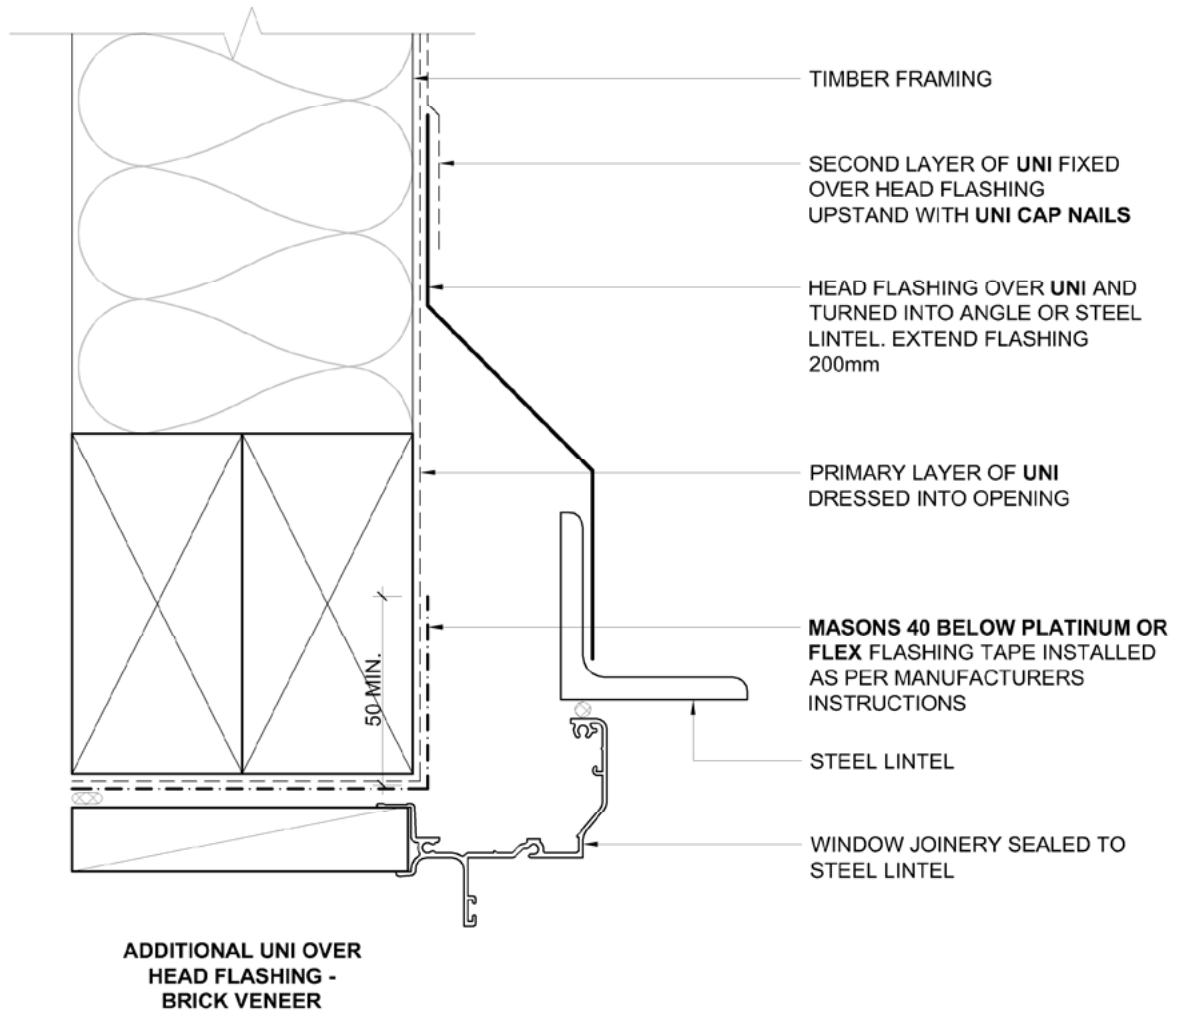 TIMBER FRAMING
SECOND LAYER OF UNI FIXED
OVER HEAD FLASHING
UPSTAND WITH UNI CAP NAILS
HEAD FLASHING OVER UNI AND
TURNED INTO ANGLE OR STEEL
LINTEL. EXTEND FLASHING
200mm
PRIMARY LAYER OF UNI
DRESSED INTO OPENING
50 MIN.
MASONS 40 BELOW PLATINUM OR
FLEX FLASHING TAPE INSTALLED
AS PER MANUFACTURERS
INSTRUCTIONS
STEEL LINTEL
WINDOW JOINERY SEALED TO
STEEL LINTEL
ADDITIONAL UNI OVER
HEAD FLASHING -
BRICK VENEER